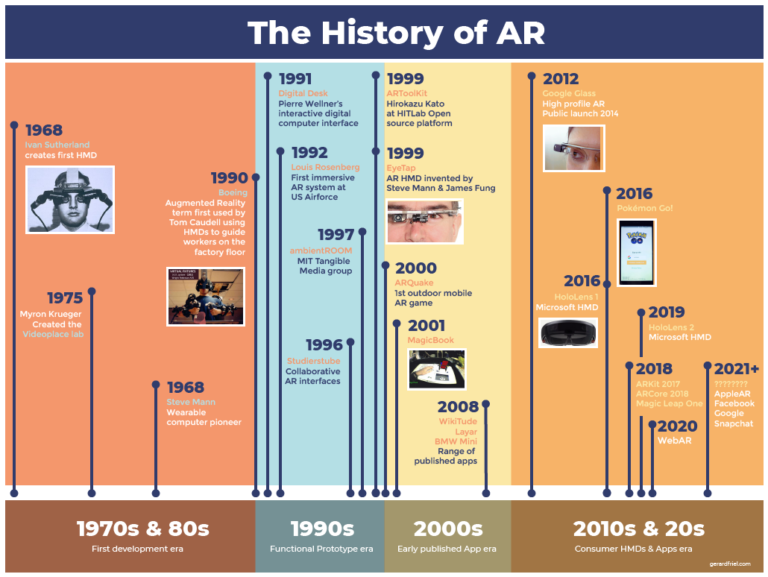 The History of AR
1968
Ivan Sutherland
creates first HMD
1975
Myron Krueger
Created the
Videoplace lab
1968
Steve Mann
Wearable
computer pioneer
1990
Boeing
Augmented Reality
term first used by
Tom Caudell using
HMDs to guide
workers on the
factory floor
1991
Digital Desk
Pierre Wellner's
interactive digital
computer interface
1992
Louis Rosenberg
First immersive
AR system at
US Airforce
1997
ambientROOM
MIT Tangible
Media group
1996
Studierstube
Collaborative
AR interfaces
1999
ARToolKit
Hirokazu Kato
at HITLab Open
source platform
1999
EyeTap
AR HMD invented by
Steve Mann & James Fung
2000
ARQuake
1st outdoor mobile
AR game
2001
MagicBook
2008
WikiTude
Layar
BMW Mini
Range of
published apps
2012
Google Glass
High profile AR
Public launch 2014
2016
Pokémon Go!
POKÉMON
GO
2016
HoloLens 1
Microsoft HMD
2019
HoloLens 2
Microsoft HMD
2018
ARKit 2017
ARCore 2018
Magic Leap One
2020
WebAR
2021+
????????
AppleAR
Facebook
Google
Snapchat
1970s & 80s
First development era
1990s
Functional Prototype era
2000s
Early published App era
2010s & 20s
Consumer HMDs & Apps era
gerardfriel.com